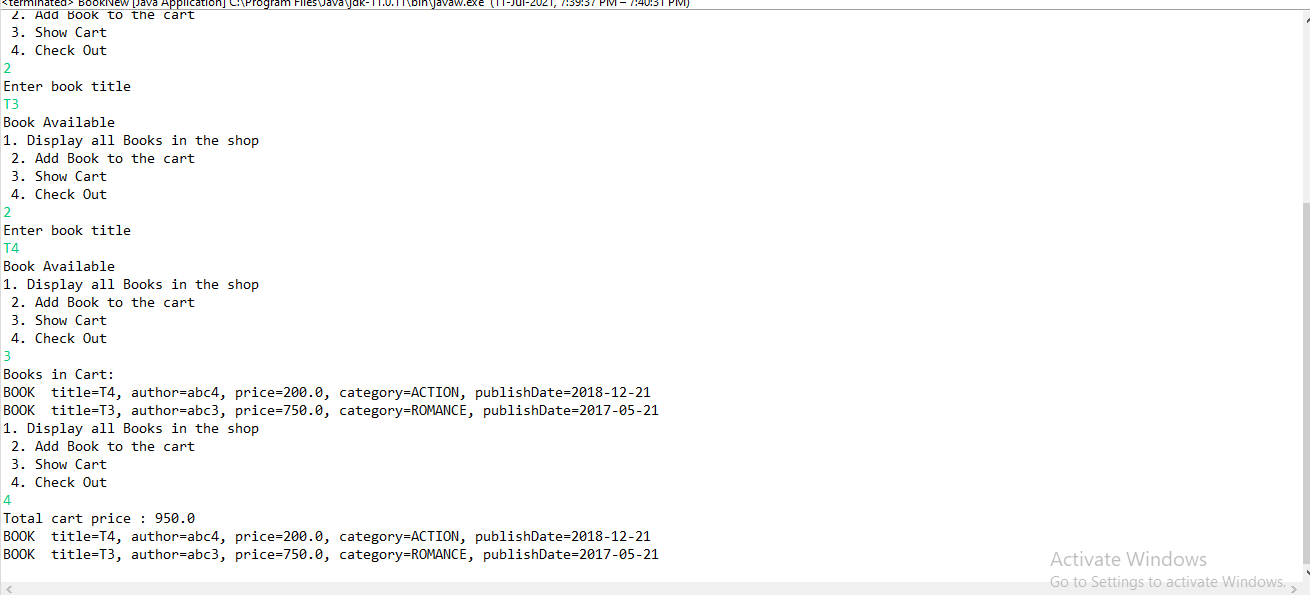 <terminated> BookNew [Java Application] C:\Program Files\Java\jdk-11.0.11\bin\javaw.exe (11-Jul-2021, 7:39:37 PM – 7:40:31 PM)
2. Add Book to the cart
3. Show Cart
4. Check Out
2
Enter book title
T3
Book Available
1. Display all Books in the shop
2. Add Book to the cart
3. Show Cart
4. Check Out
2
Enter book title
T4
Book Available
1. Display all Books in the shop
2. Add Book to the cart
3. Show Cart
4. Check Out
3
Books in Cart:
BOOK  title=T4, author=abc4, price=200.0, category=ACTION, publishDate=2018-12-21
BOOK  title=T3, author=abc3, price=750.0, category=ROMANCE, publishDate=2017-05-21
1. Display all Books in the shop
2. Add Book to the cart
3. Show Cart
4. Check Out
4
Total cart price : 950.0
BOOK  title=T4, author=abc4, price=200.0, category=ACTION, publishDate=2018-12-21
BOOK  title=T3, author=abc3, price=750.0, category=ROMANCE, publishDate=2017-05-21
Activate Windows
Go to Settings to activate Windows.